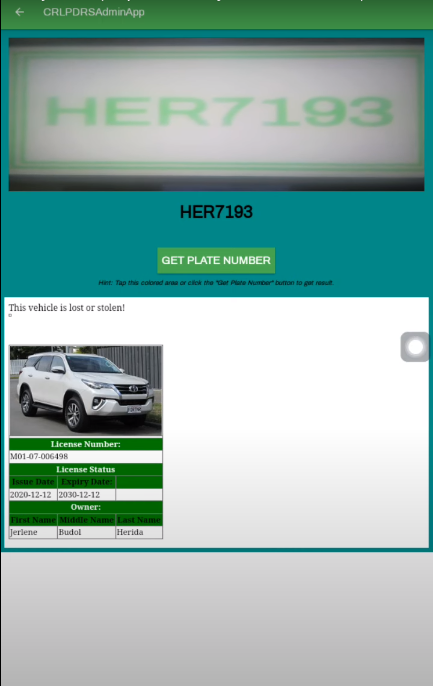 CRLPDRSAdminApp
HER7193
HER7193
GET PLATE NUMBER
Hint: Tap this colored area or click the "Get Plate Number" button to get result.
This vehicle is lost or stolen!
License Number:
M01-07-006498
License Status
Issue Date Expiry Date:
2020-12-12 2030-12-12
Owner:
First Name Middle Name Last Name
Jerlene Budol Herida